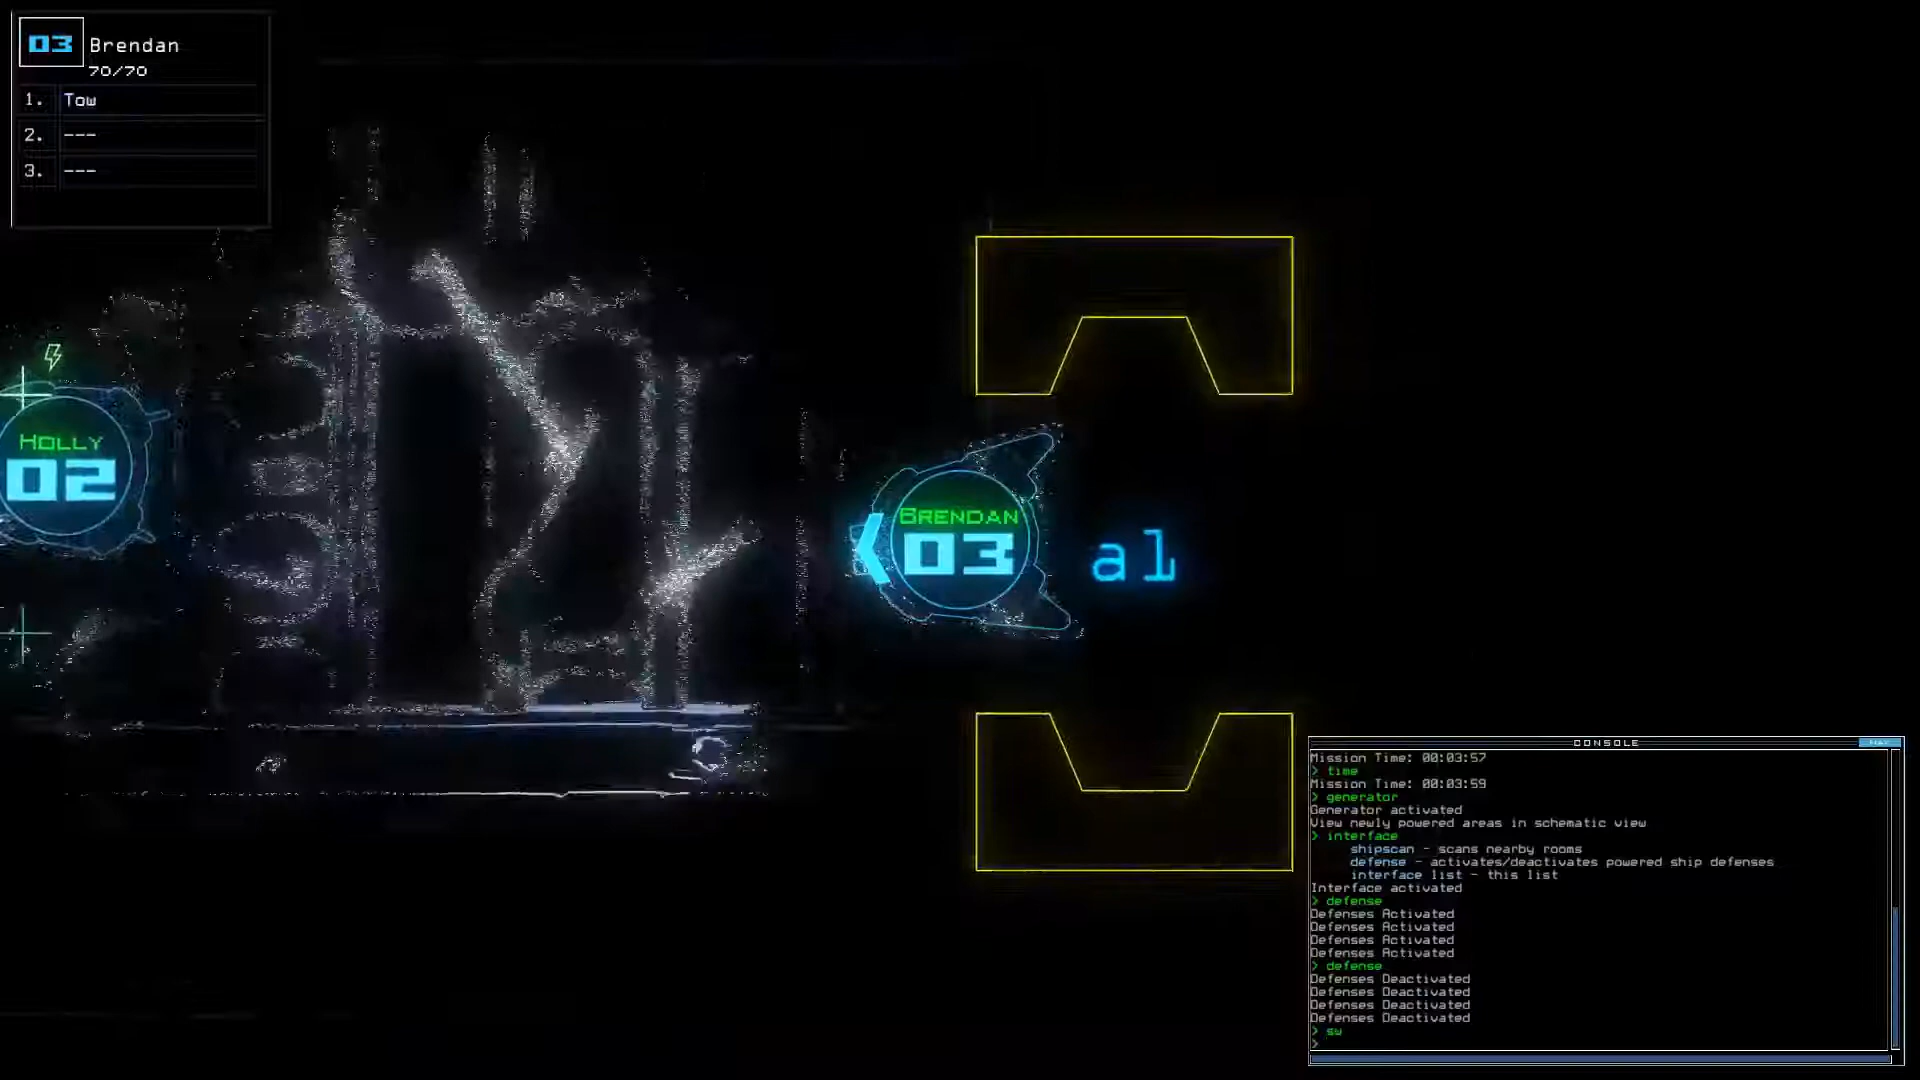 03 Brendan
70/70
1. Tow
2. ---
3. ---
HOLLY
02
BRENDAN
03
a1
CONSOLE
Mission Time: 00:03:57
> time
Mission Time: 00:03:59
> generator
Generator activated
View newly powered areas in schematic view
> interface
shipscan - scans nearby rooms
defense - activates/deactivates powered ship defenses
interface list - this list
Interface activated
> defense
Defenses Activated
Defenses Activated
Defenses Activated
Defenses Activated
> defense
Defenses Deactivated
Defenses Deactivated
Defenses Deactivated
Defenses Deactivated
> sw
>